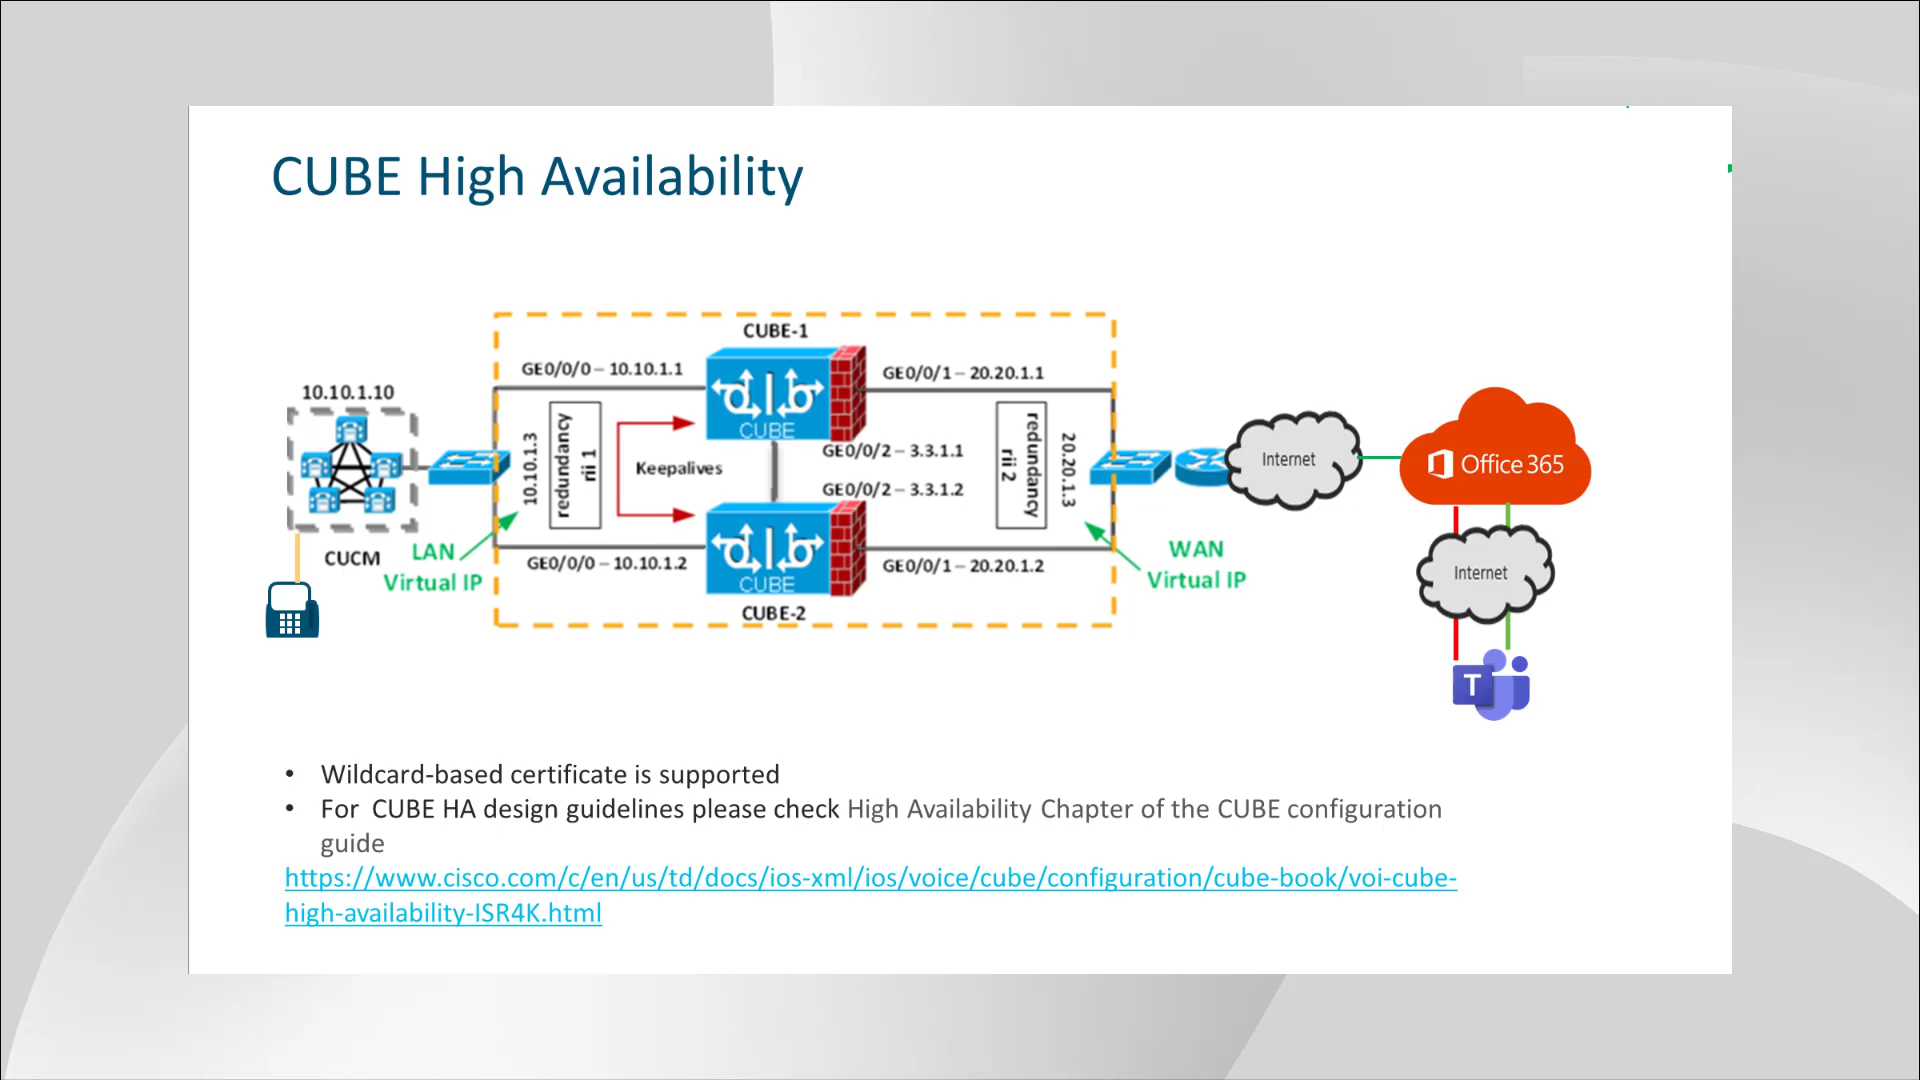 CUBE High Availability
CUBE-1
GE0/0/0 – 10.10.1.1
GE0/0/1 – 20.20.1.1
10.10.1.10
CUBE
10.10.1.3
redundancy
rii 1
Keepalives
GE0/0/2 – 3.3.1.1
GE0/0/2 – 3.3.1.2
redundancy
rii 2
20.20.1.3
Internet
Office 365
CUCM
LAN
Virtual IP
GE0/0/0 – 10.10.1.2
CUBE
GE0/0/1 – 20.20.1.2
WAN
Virtual IP
Internet
CUBE-2
T
• Wildcard-based certificate is supported
• For CUBE HA design guidelines please check High Availability Chapter of the CUBE configuration
guide
https://www.cisco.com/c/en/us/td/docs/ios-xml/ios/voice/cube/configuration/cube-book/voi-cube-
high-availability-ISR4K.html